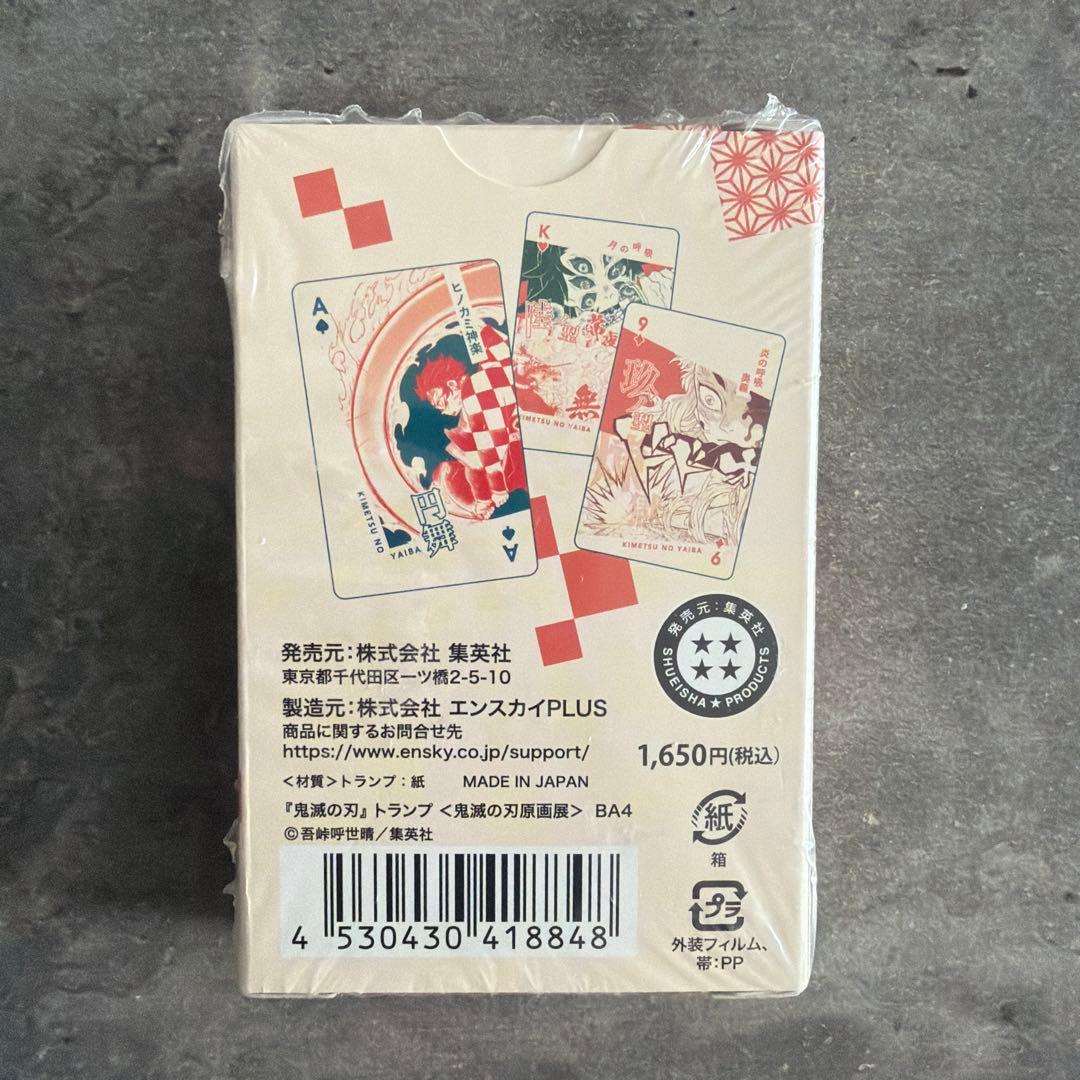 A
ヒノカミ神楽
円舞
KIMETSU NO YAIBA
A
K
月の呼吸
無
KIMETSU NO YAIBA
9
炎の呼吸
奥義
玖ノ型
KIMETSU NO YAIBA
9
発売元:株式会社 集英社
東京都千代田区一ツ橋2-5-10
製造元:株式会社 エンスカイPLUS
商品に関するお問合せ先
https://www.ensky.co.jp/support/
<材質>トランプ:紙 MADE IN JAPAN
『鬼滅の刃』トランプ <鬼滅の刃原画展> BA4
©吾峠呼世晴/集英社
4 530430 418848
発売元:集英社
SHUEISHA★PRODUCTS
1,650円(税込)
紙
箱
プラ
外装フィルム、
帯:PP